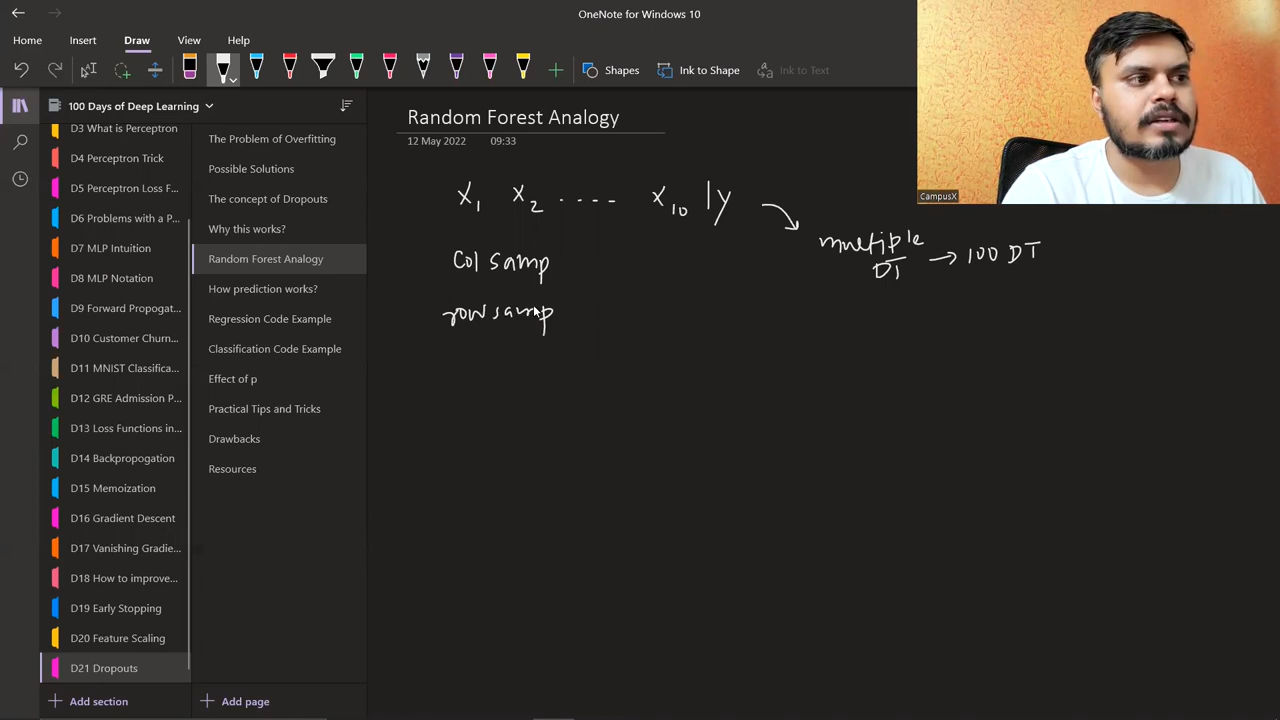 OneNote for Windows 10
Home Insert Draw View Help
Shapes Ink to Shape Ink to Text
100 Days of Deep Learning
D3 What is Perceptron
D4 Perceptron Trick
D5 Perceptron Loss F...
D6 Problems with a P...
D7 MLP Intuition
D8 MLP Notation
D9 Forward Propogat...
D10 Customer Churn...
D11 MNIST Classifica...
D12 GRE Admission P...
D13 Loss Functions in...
D14 Backpropogation
D15 Memoization
D16 Gradient Descent
D17 Vanishing Gradie...
D18 How to improve...
D19 Early Stopping
D20 Feature Scaling
D21 Dropouts
Add section
The Problem of Overfitting
Possible Solutions
The concept of Dropouts
Why this works?
Random Forest Analogy
How prediction works?
Regression Code Example
Classification Code Example
Effect of p
Practical Tips and Tricks
Drawbacks
Resources
Add page
Random Forest Analogy
12 May 2022 09:33
x1 x2 .... x10 | y
multiple DT → 100 DT
Col samp
row samp
CampusX